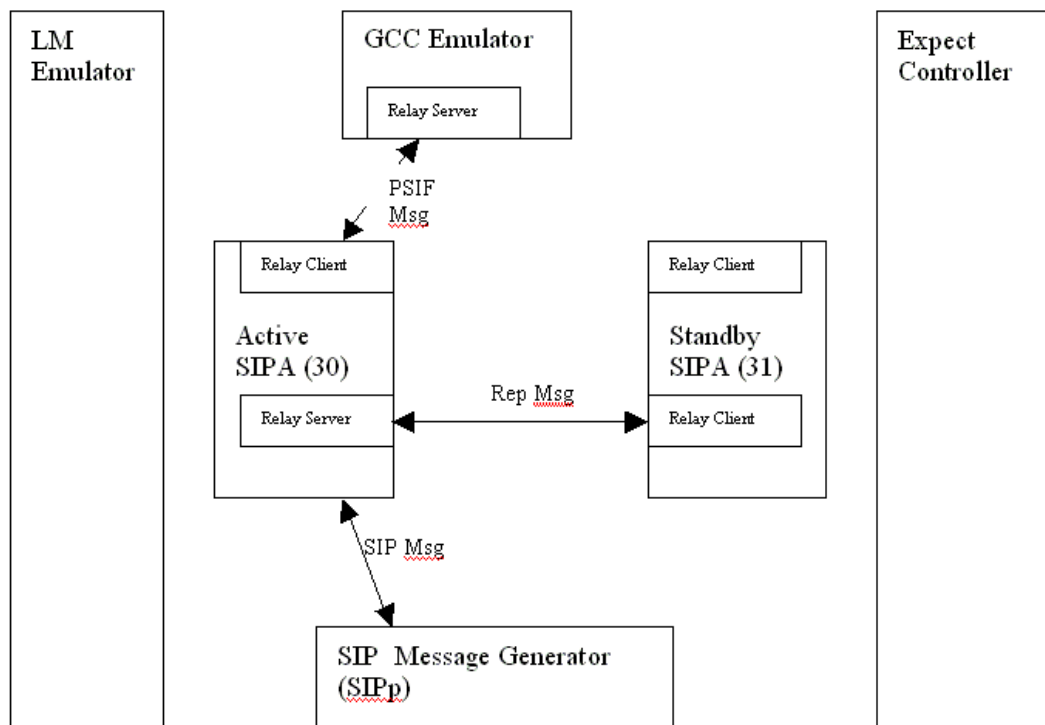 LM
Emulator
GCC Emulator
Relay Server
Expect
Controller
PSIF
Msg
Relay Client
Active
SIPA (30)
Relay Server
Rep Msg
Relay Client
Standby
SIPA (31)
Relay Client
SIP Msg
SIP Message Generator
(SIPp)